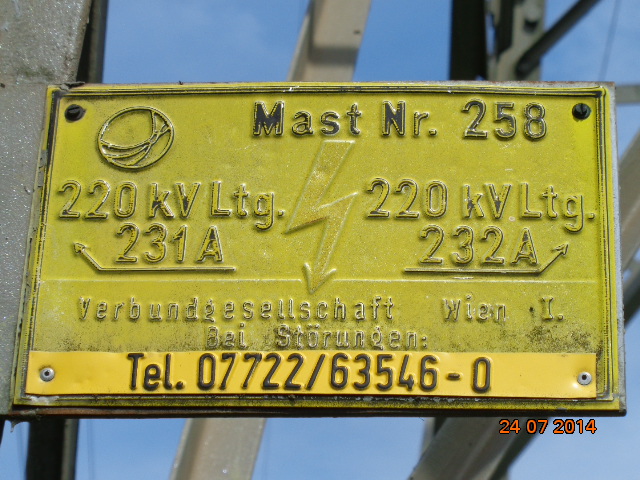 Mast Nr. 258
220 kV Ltg. 220 kV Ltg.
231A 232A
Verbundgesellschaft Wien I.
Bei Störungen:
Tel. 07722/63546-0
24 07 2014